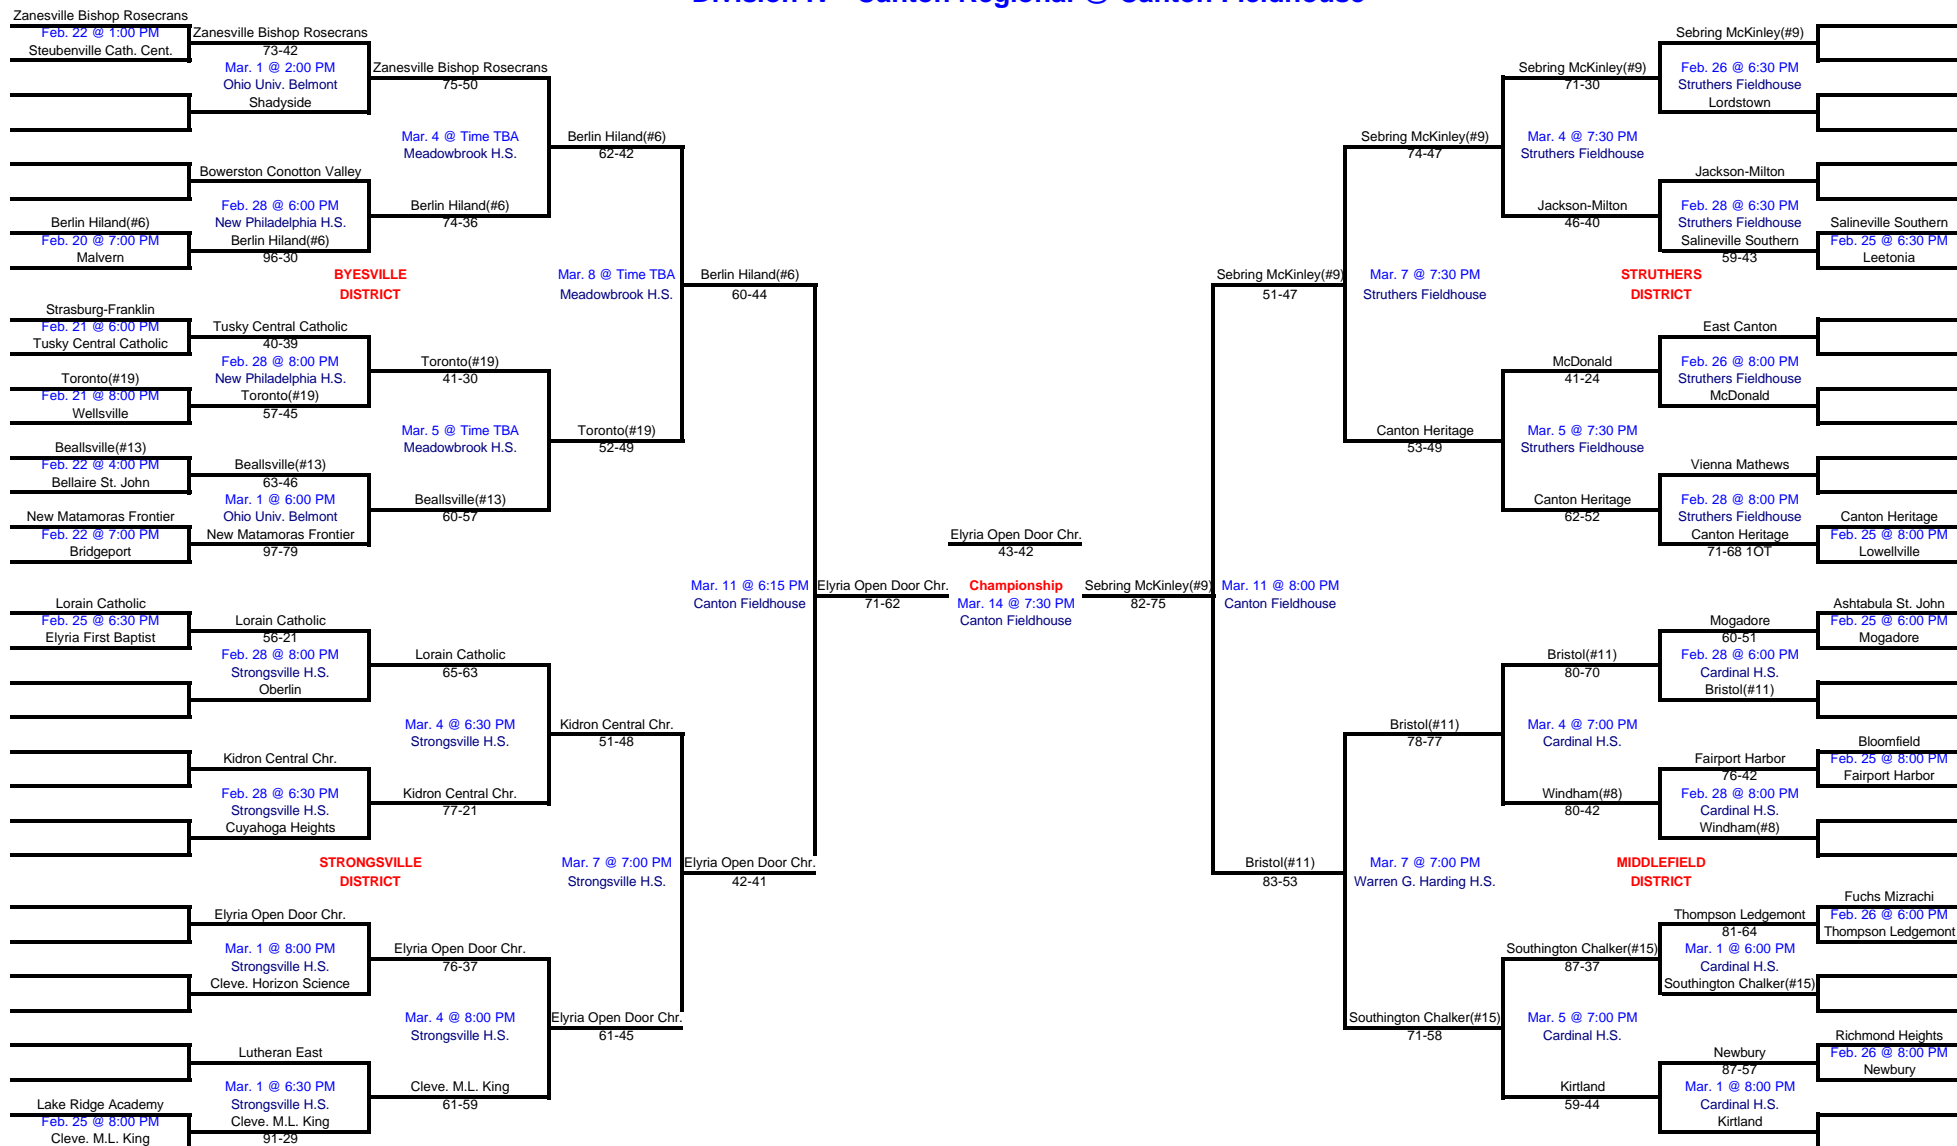 Division IV - Canton Regional @ Canton Fieldhouse
Zanesville Bishop Rosecrans
Feb. 22 @ 1:00 PM
Steubenville Cath. Cent.
Zanesville Bishop Rosecrans
73-42
Mar. 1 @ 2:00 PM
Ohio Univ. Belmont
Shadyside
Zanesville Bishop Rosecrans
75-50
Mar. 4 @ Time TBA
Meadowbrook H.S.
Bowerston Conotton Valley
Feb. 28 @ 6:00 PM
New Philadelphia H.S.
Berlin Hiland(#6)
96-30
Berlin Hiland(#6)
Feb. 20 @ 7:00 PM
Malvern
Berlin Hiland(#6)
74-36
Berlin Hiland(#6)
62-42
BYESVILLE
DISTRICT
Mar. 8 @ Time TBA
Meadowbrook H.S.
Berlin Hiland(#6)
60-44
Strasburg-Franklin
Feb. 21 @ 6:00 PM
Tusky Central Catholic
Tusky Central Catholic
40-39
Feb. 28 @ 8:00 PM
New Philadelphia H.S.
Toronto(#19)
57-45
Toronto(#19)
Feb. 21 @ 8:00 PM
Wellsville
Toronto(#19)
41-30
Mar. 5 @ Time TBA
Meadowbrook H.S.
Toronto(#19)
52-49
Beallsville(#13)
Feb. 22 @ 4:00 PM
Bellaire St. John
Beallsville(#13)
63-46
Mar. 1 @ 6:00 PM
Ohio Univ. Belmont
New Matamoras Frontier
97-79
New Matamoras Frontier
Feb. 22 @ 7:00 PM
Bridgeport
Beallsville(#13)
60-57
Mar. 11 @ 6:15 PM
Canton Fieldhouse
Elyria Open Door Chr.
71-62
Elyria Open Door Chr.
43-42
Championship
Mar. 14 @ 7:30 PM
Canton Fieldhouse
Sebring McKinley(#9)
82-75
Mar. 11 @ 8:00 PM
Canton Fieldhouse
Lorain Catholic
Feb. 25 @ 6:30 PM
Elyria First Baptist
Lorain Catholic
56-21
Feb. 28 @ 8:00 PM
Strongsville H.S.
Oberlin
Lorain Catholic
65-63
Mar. 4 @ 6:30 PM
Strongsville H.S.
Kidron Central Chr.
51-48
Kidron Central Chr.
Feb. 28 @ 6:30 PM
Strongsville H.S.
Cuyahoga Heights
Kidron Central Chr.
77-21
STRONGSVILLE
DISTRICT
Mar. 7 @ 7:00 PM
Strongsville H.S.
Elyria Open Door Chr.
42-41
Elyria Open Door Chr.
Mar. 1 @ 8:00 PM
Strongsville H.S.
Cleve. Horizon Science
Elyria Open Door Chr.
76-37
Mar. 4 @ 8:00 PM
Strongsville H.S.
Elyria Open Door Chr.
61-45
Lutheran East
Mar. 1 @ 6:30 PM
Strongsville H.S.
Cleve. M.L. King
91-29
Lake Ridge Academy
Feb. 25 @ 8:00 PM
Cleve. M.L. King
Cleve. M.L. King
61-59
Sebring McKinley(#9)
Feb. 26 @ 6:30 PM
Struthers Fieldhouse
Lordstown
Sebring McKinley(#9)
71-30
Mar. 4 @ 7:30 PM
Struthers Fieldhouse
Sebring McKinley(#9)
74-47
Jackson-Milton
Feb. 28 @ 6:30 PM
Struthers Fieldhouse
Salineville Southern
59-43
Salineville Southern
Feb. 25 @ 6:30 PM
Leetonia
Jackson-Milton
46-40
Sebring McKinley(#9)
51-47
Mar. 7 @ 7:30 PM
Struthers Fieldhouse
STRUTHERS
DISTRICT
East Canton
Feb. 26 @ 8:00 PM
Struthers Fieldhouse
McDonald
McDonald
41-24
Mar. 5 @ 7:30 PM
Struthers Fieldhouse
Canton Heritage
53-49
Vienna Mathews
Feb. 28 @ 8:00 PM
Struthers Fieldhouse
Canton Heritage
71-68 1OT
Canton Heritage
Feb. 25 @ 8:00 PM
Lowellville
Canton Heritage
62-52
Ashtabula St. John
Feb. 25 @ 6:00 PM
Mogadore
Mogadore
60-51
Feb. 28 @ 6:00 PM
Cardinal H.S.
Bristol(#11)
Bristol(#11)
80-70
Mar. 4 @ 7:00 PM
Cardinal H.S.
Bristol(#11)
78-77
Bloomfield
Feb. 25 @ 8:00 PM
Fairport Harbor
Fairport Harbor
76-42
Feb. 28 @ 8:00 PM
Cardinal H.S.
Windham(#8)
Windham(#8)
80-42
Bristol(#11)
83-53
Mar. 7 @ 7:00 PM
Warren G. Harding H.S.
MIDDLEFIELD
DISTRICT
Fuchs Mizrachi
Feb. 26 @ 6:00 PM
Thompson Ledgemont
Thompson Ledgemont
81-64
Mar. 1 @ 6:00 PM
Cardinal H.S.
Southington Chalker(#15)
Southington Chalker(#15)
87-37
Mar. 5 @ 7:00 PM
Cardinal H.S.
Southington Chalker(#15)
71-58
Richmond Heights
Feb. 26 @ 8:00 PM
Newbury
Newbury
87-57
Mar. 1 @ 8:00 PM
Cardinal H.S.
Kirtland
Kirtland
59-44